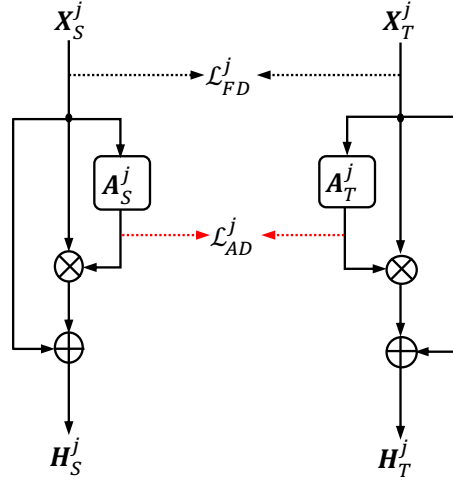 X_S^j X_T^j
ℒ_FD^j
A_S^j A_T^j
ℒ_AD^j
H_S^j H_T^j